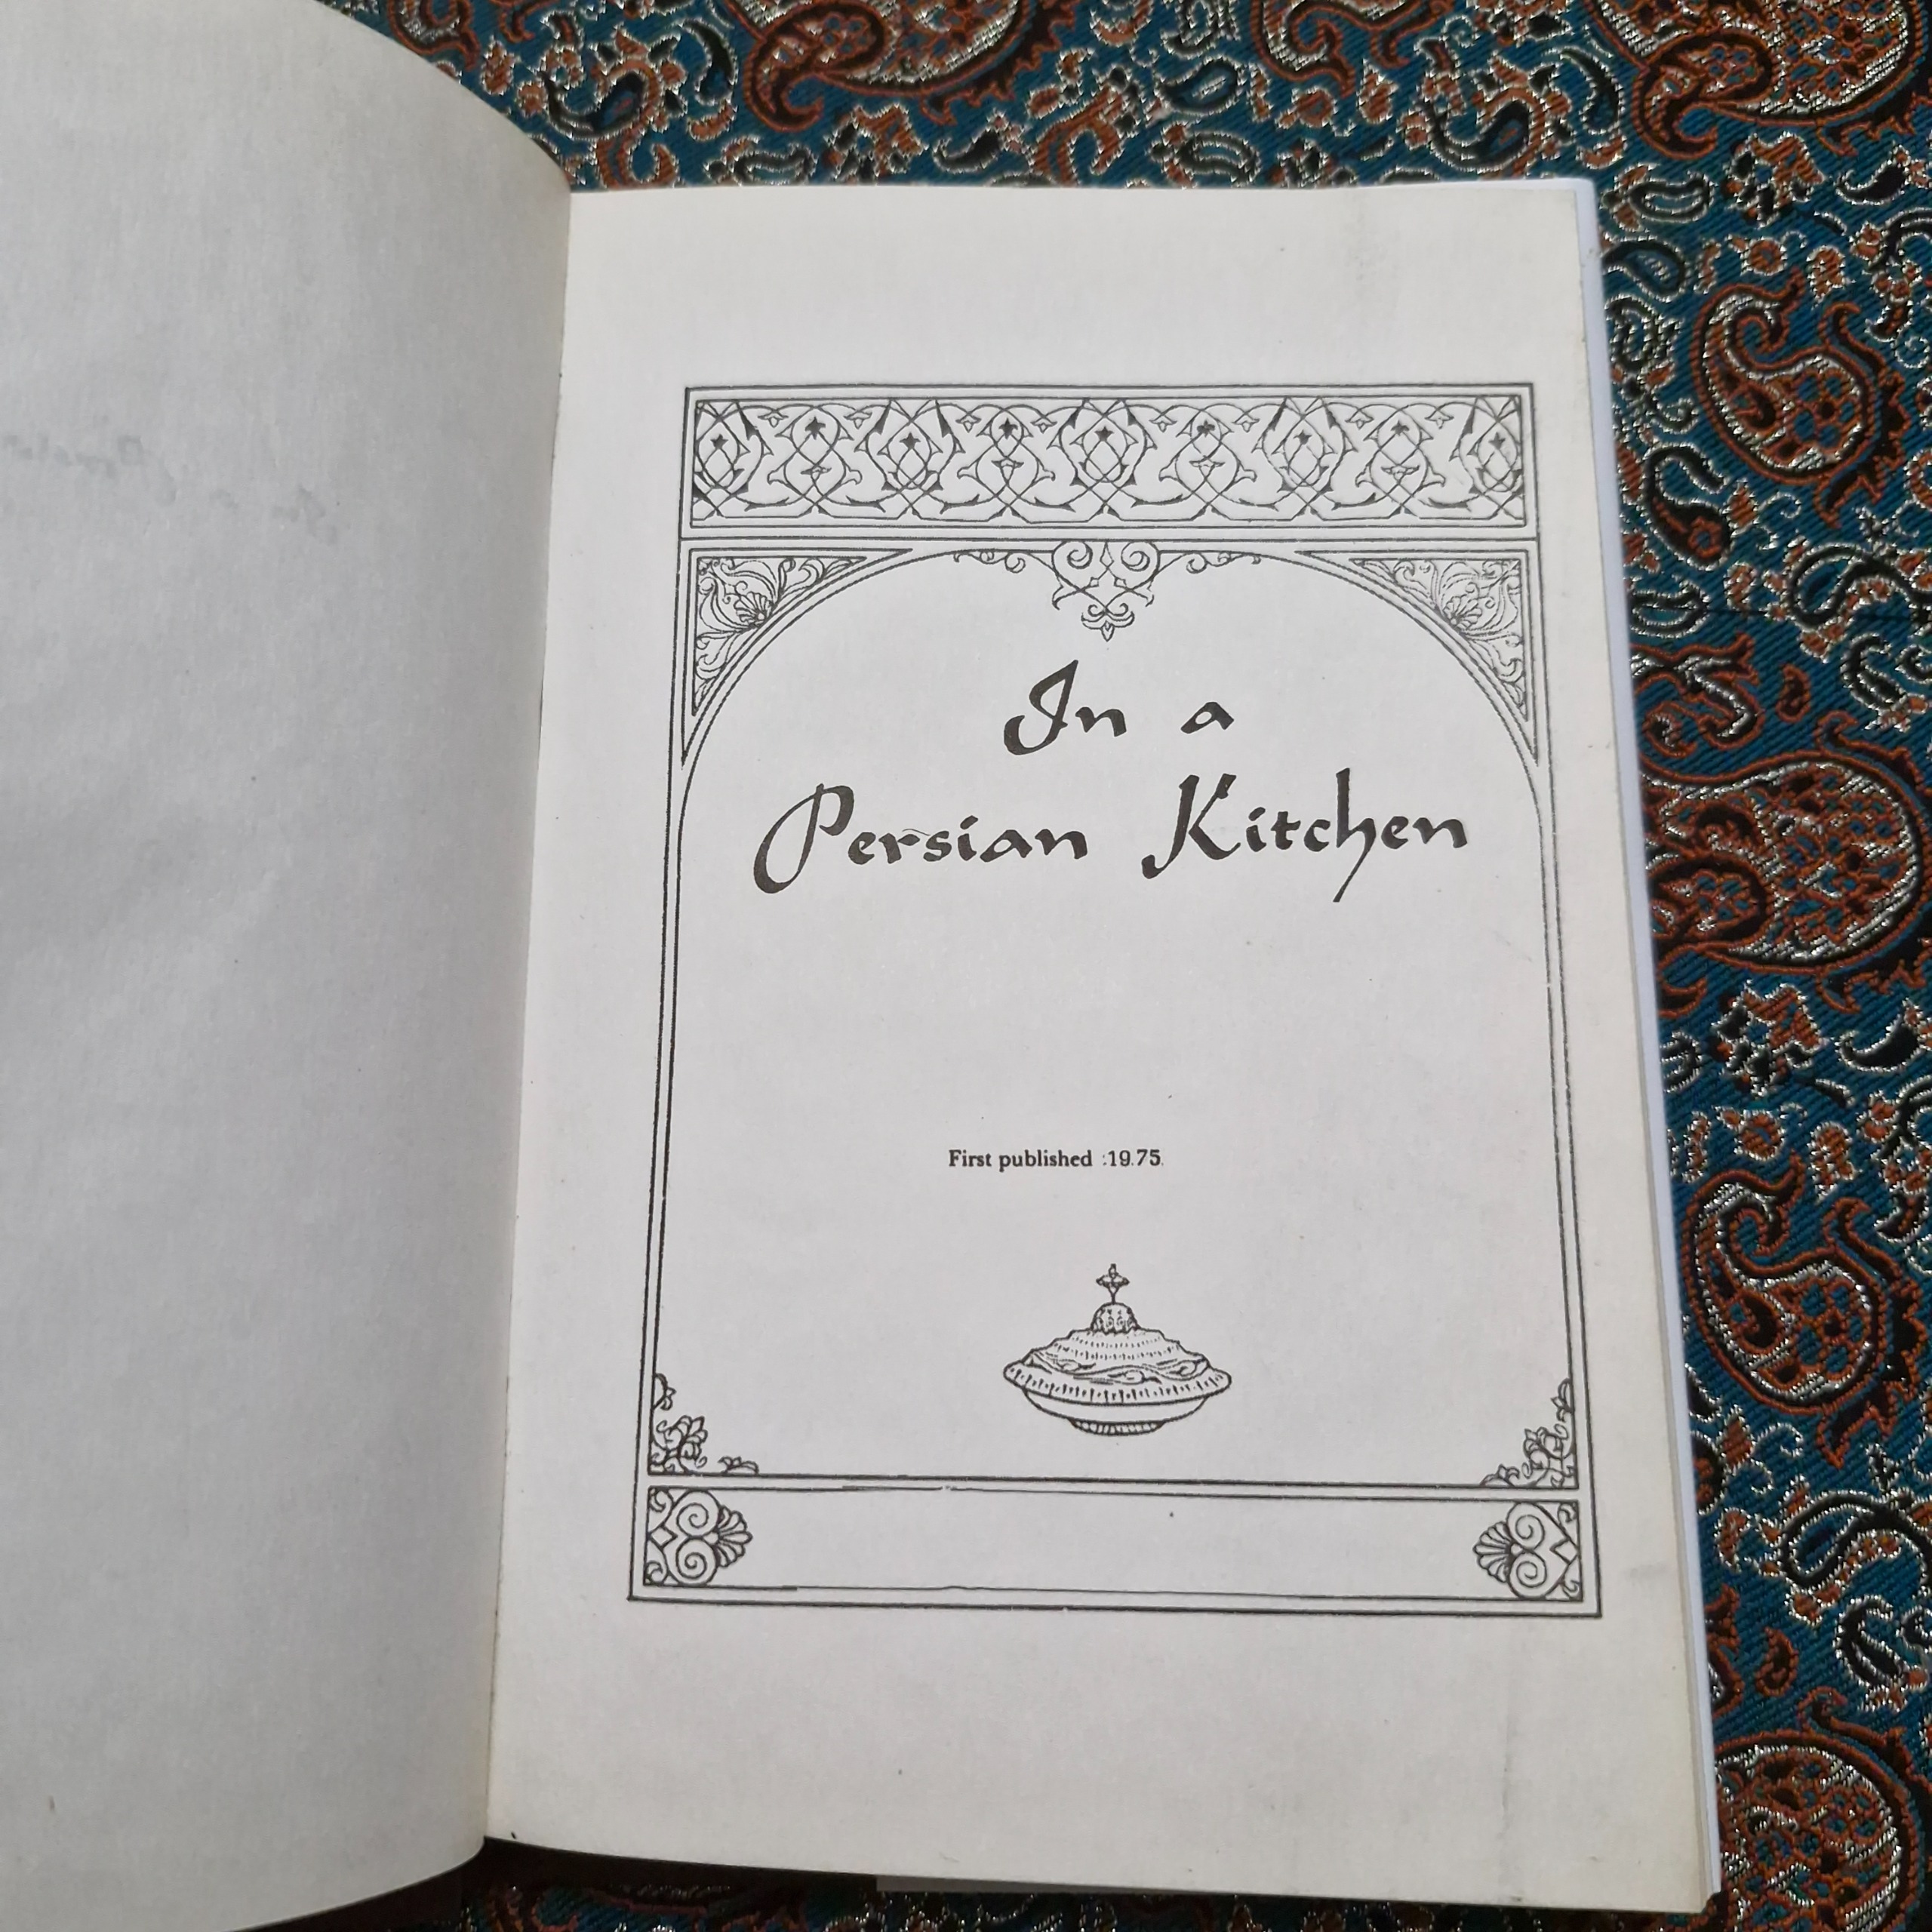 In a
Persian Kitchen
First published :19.75.